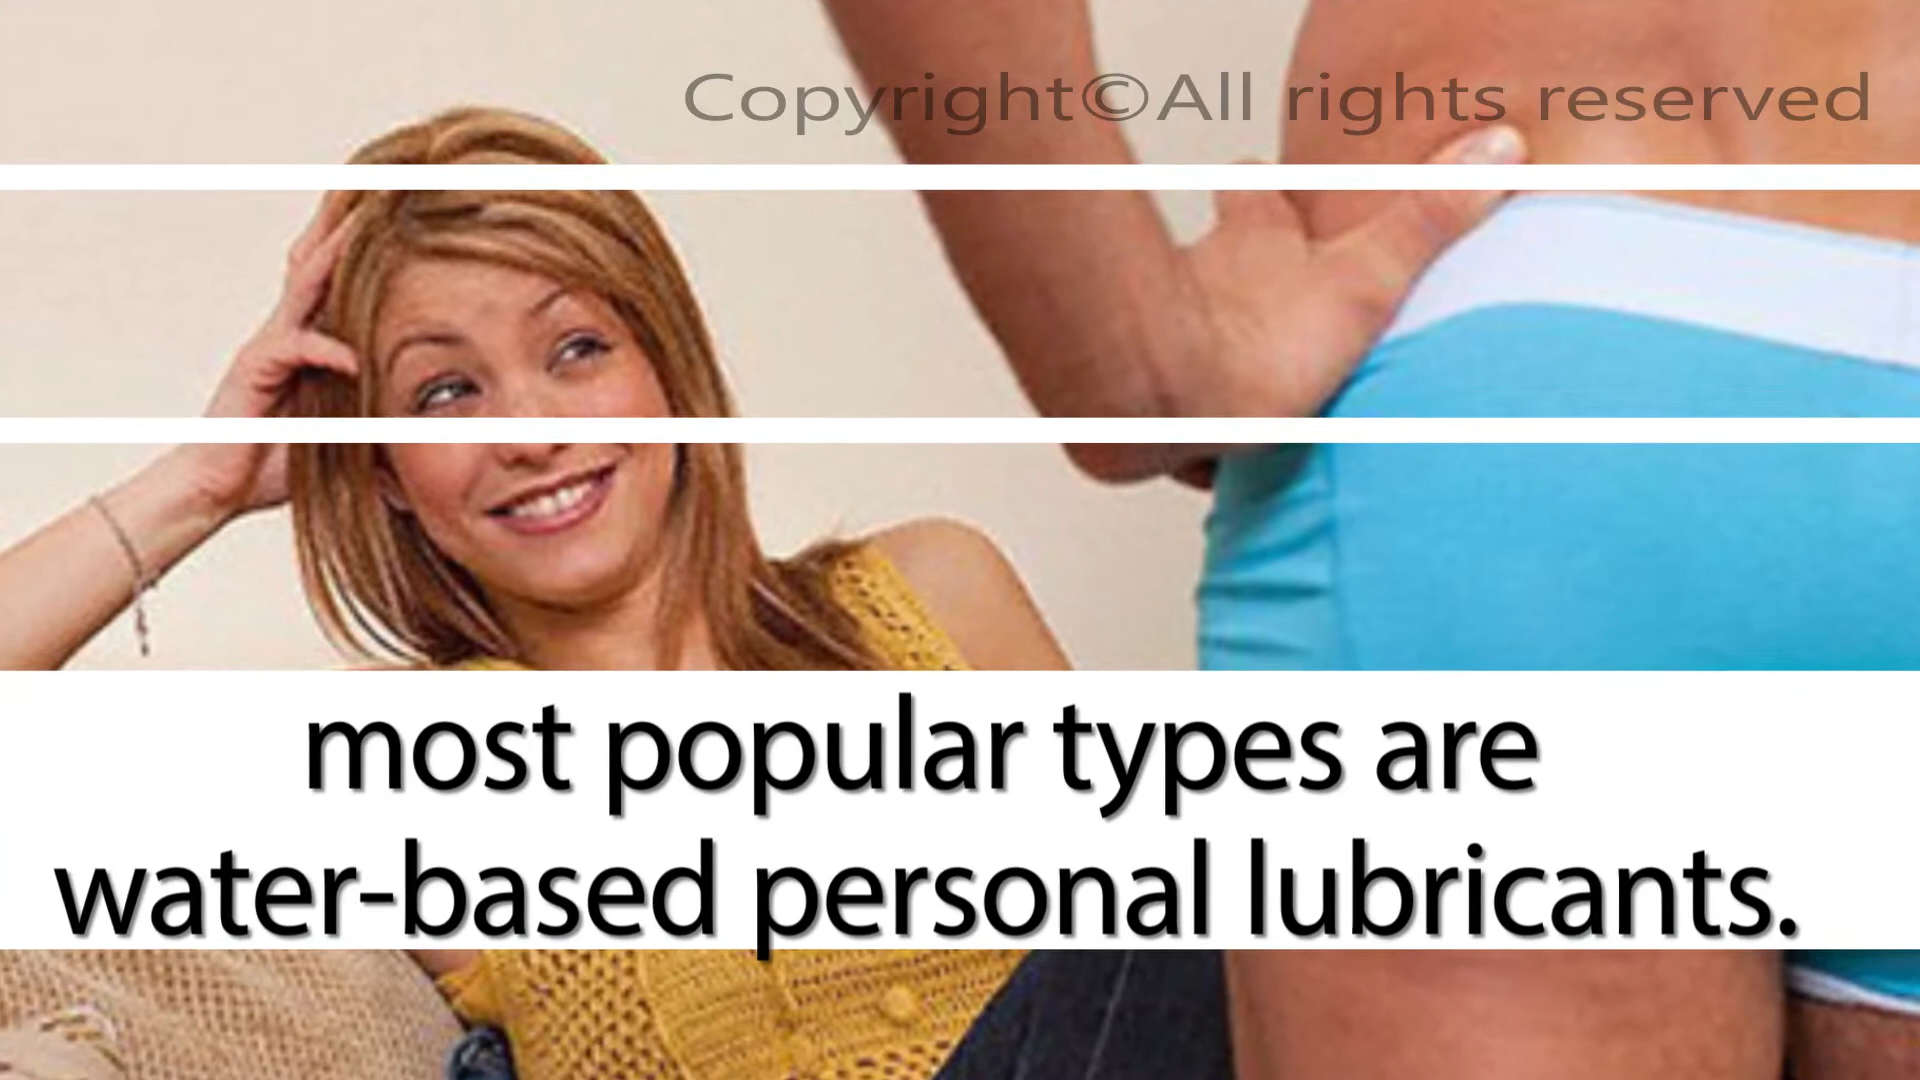 Copyright©All rights reserved
most popular types are
water-based personal lubricants.